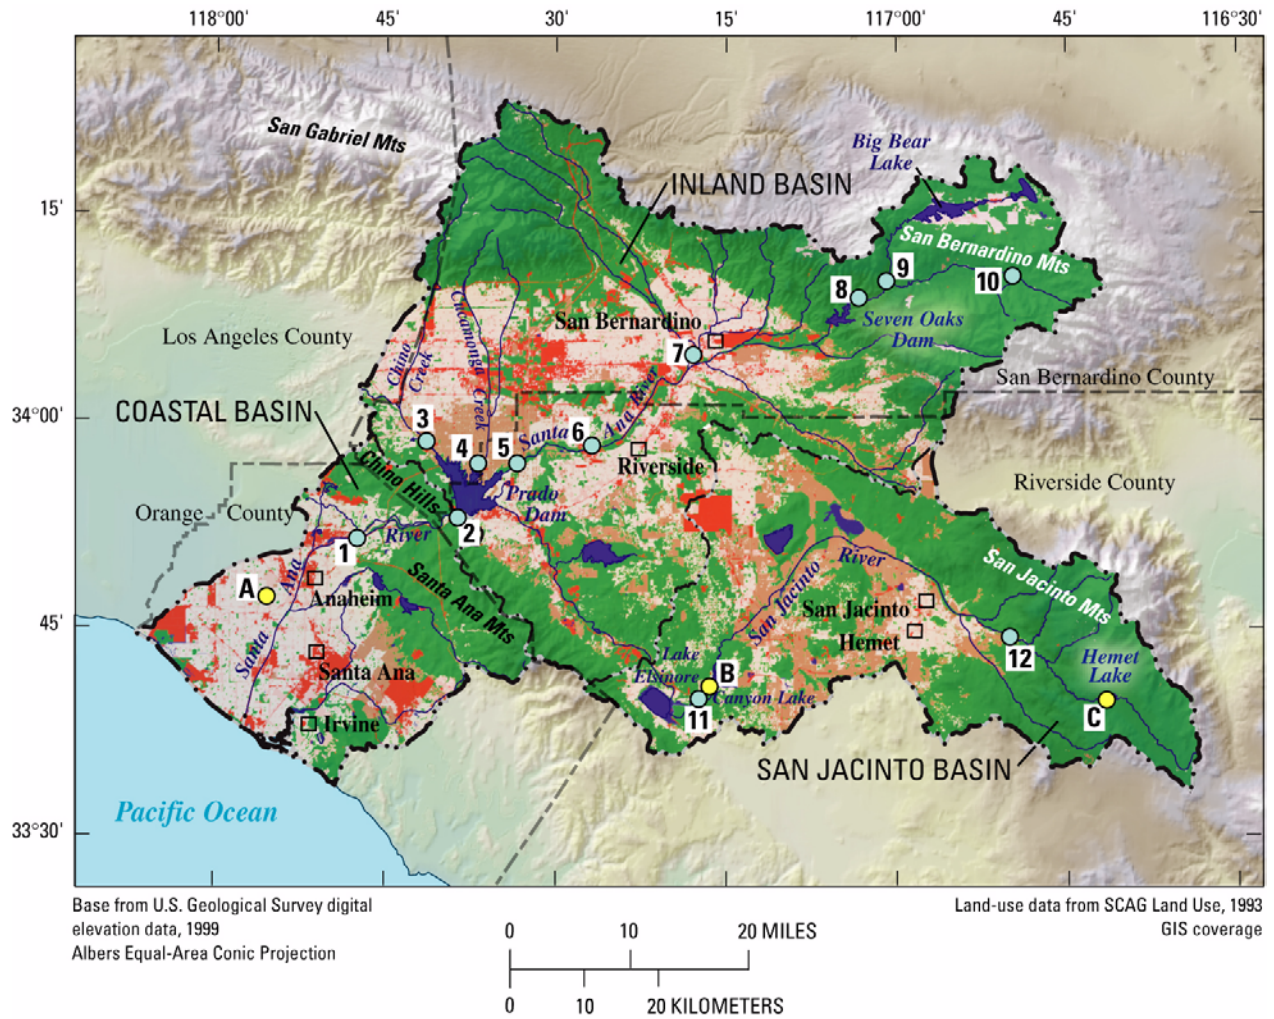 118°00'
45'
30'
15'
117°00'
45'
116°30'
San Gabriel Mts
Big Bear
Lake
INLAND BASIN
15'
San Bernardino Mts
9
10
8
Cucamonga Creek
San Bernardino
Seven Oaks
Dam
Los Angeles County
Chino
Creek
7
San Bernardino County
COASTAL BASIN
34°00'
3
Santa Ana River
6
4
5
Riverside
Chino Hills
Riverside County
Prado
Dam
Orange County
2
River
1
River
San Jacinto Mts
Santa Ana
A
Anaheim
Santa Ana Mts
San Jacinto
San Jacinto
45'
Hemet
12
Hemet
Lake
Lake
Elsinore
B
Santa Ana
Canyon Lake
C
11
Irvine
SAN JACINTO BASIN
Pacific Ocean
33°30'
Base from U.S. Geological Survey digital
elevation data, 1999
Albers Equal-Area Conic Projection
Land-use data from SCAG Land Use, 1993
GIS coverage
0 10 20 MILES
0 10 20 KILOMETERS